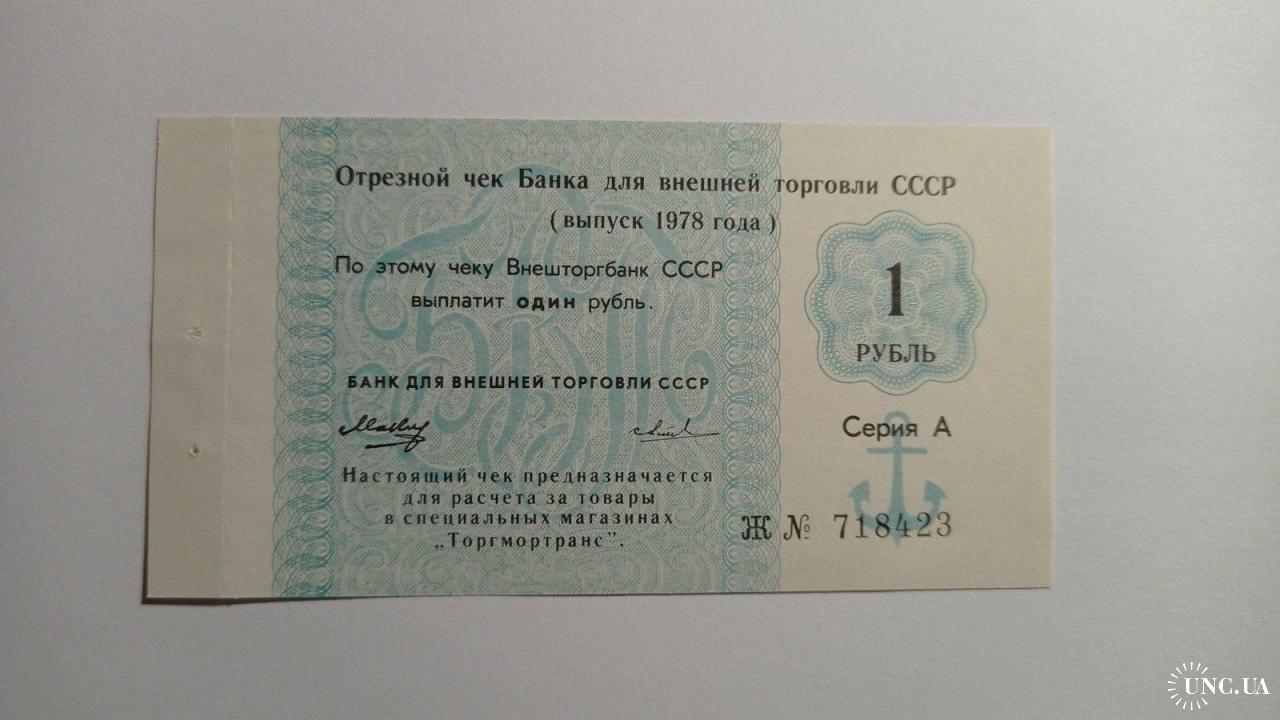 Отрезной чек Банка для внешней торговли СССР
(выпуск 1978 года)
По этому чеку Внешторгбанк СССР
выплатит один рубль.
БАНК ДЛЯ ВНЕШНЕЙ ТОРГОВЛИ СССР
Настоящий чек предназначается
для расчета за товары
в специальных магазинах
„Торгмортранс”.
1
РУБЛЬ
Серия А
Ж № 718423
UNC.UA